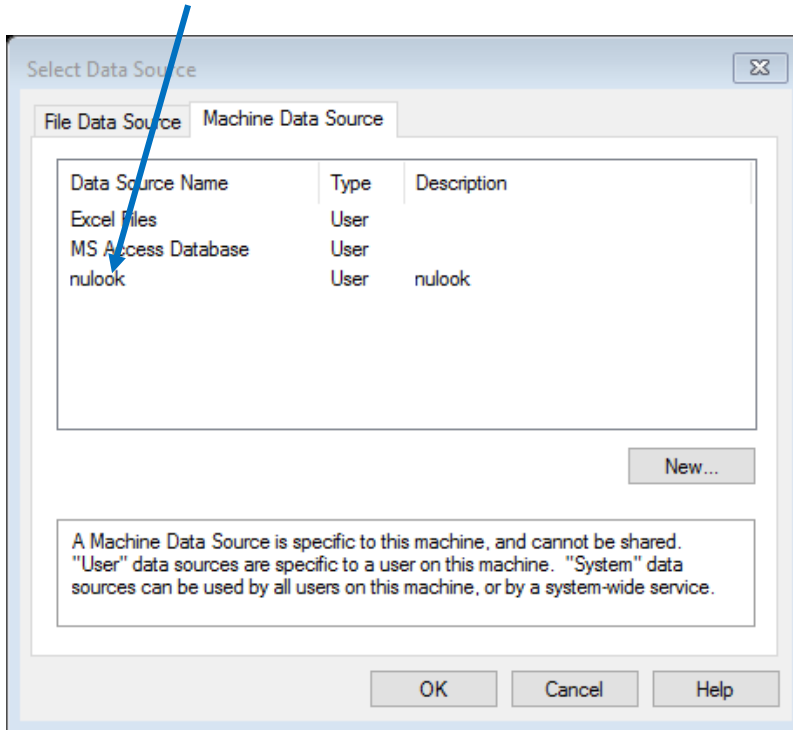 Select Data Source
File Data Source Machine Data Source
Data Source Name Type Description
Excel Files User
MS Access Database User
nulook User nulook
New...
A Machine Data Source is specific to this machine, and cannot be shared.
"User" data sources are specific to a user on this machine. "System" data
sources can be used by all users on this machine, or by a system-wide service.
OK Cancel Help